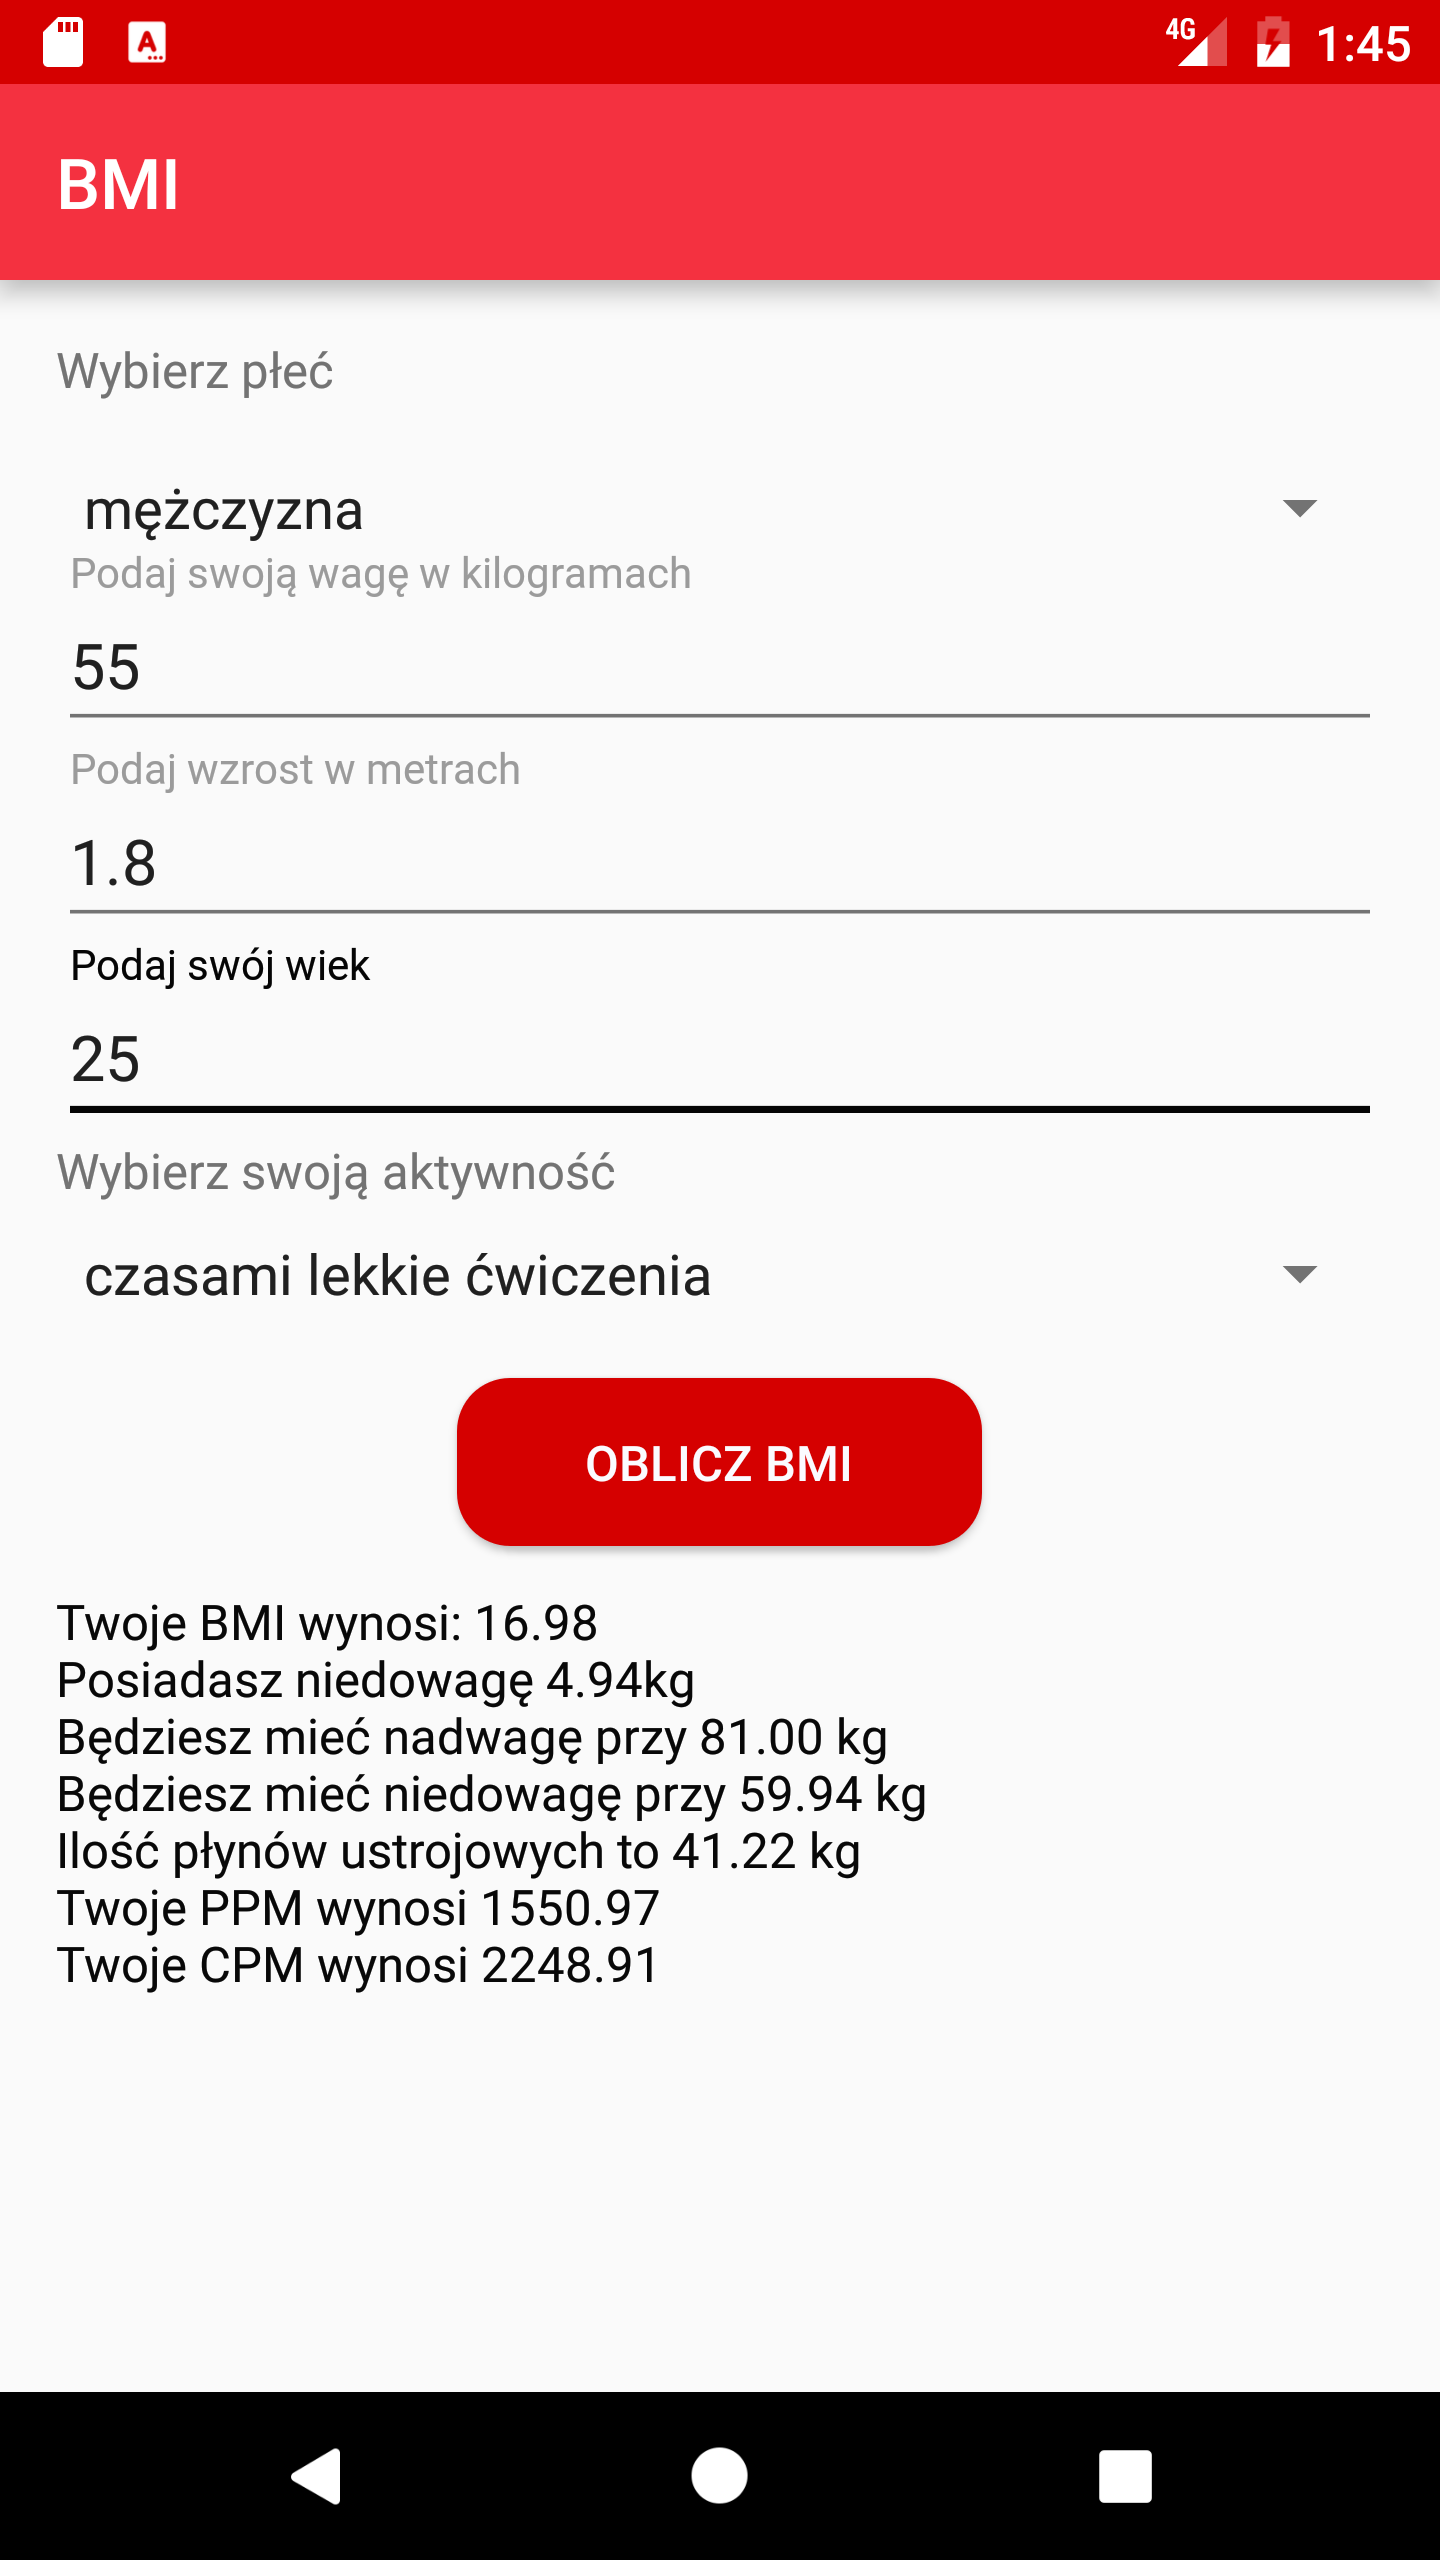 4G 1:45
BMI
Wybierz płeć
mężczyzna
Podaj swoją wagę w kilogramach
55
Podaj wzrost w metrach
1.8
Podaj swój wiek
25
Wybierz swoją aktywność
czasami lekkie ćwiczenia
OBLICZ BMI
Twoje BMI wynosi: 16.98
Posiadasz niedowagę 4.94kg
Będziesz mieć nadwagę przy 81.00 kg
Będziesz mieć niedowagę przy 59.94 kg
Ilość płynów ustrojowych to 41.22 kg
Twoje PPM wynosi 1550.97
Twoje CPM wynosi 2248.91